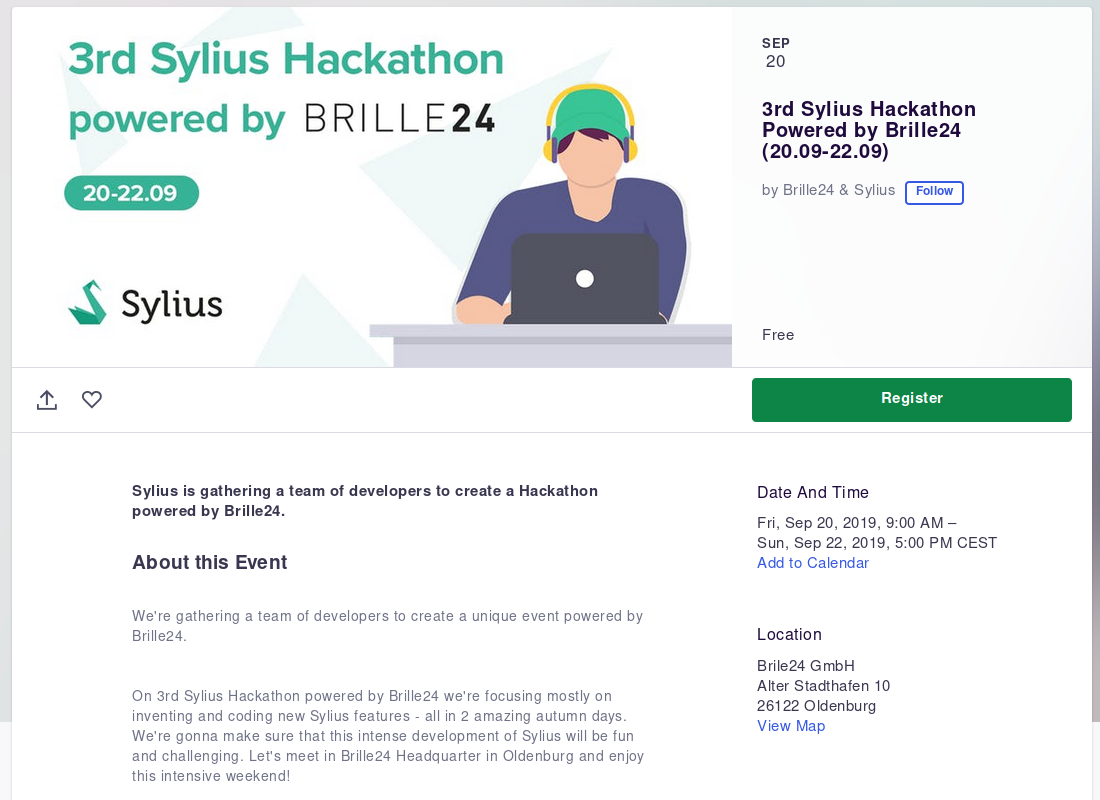 3rd Sylius Hackathon
powered by BRILLE24
20-22.09
Sylius
SEP
20
3rd Sylius Hackathon
Powered by Brille24
(20.09-22.09)
by Brille24 & Sylius Follow
Free
Register
Sylius is gathering a team of developers to create a Hackathon
powered by Brille24.
About this Event
We're gathering a team of developers to create a unique event powered by
Brille24.
On 3rd Sylius Hackathon powered by Brille24 we're focusing mostly on
inventing and coding new Sylius features - all in 2 amazing autumn days.
We're gonna make sure that this intense development of Sylius will be fun
and challenging. Let's meet in Brille24 Headquarter in Oldenburg and enjoy
this intensive weekend!
Date And Time
Fri, Sep 20, 2019, 9:00 AM –
Sun, Sep 22, 2019, 5:00 PM CEST
Add to Calendar
Location
Brile24 GmbH
Alter Stadthafen 10
26122 Oldenburg
View Map